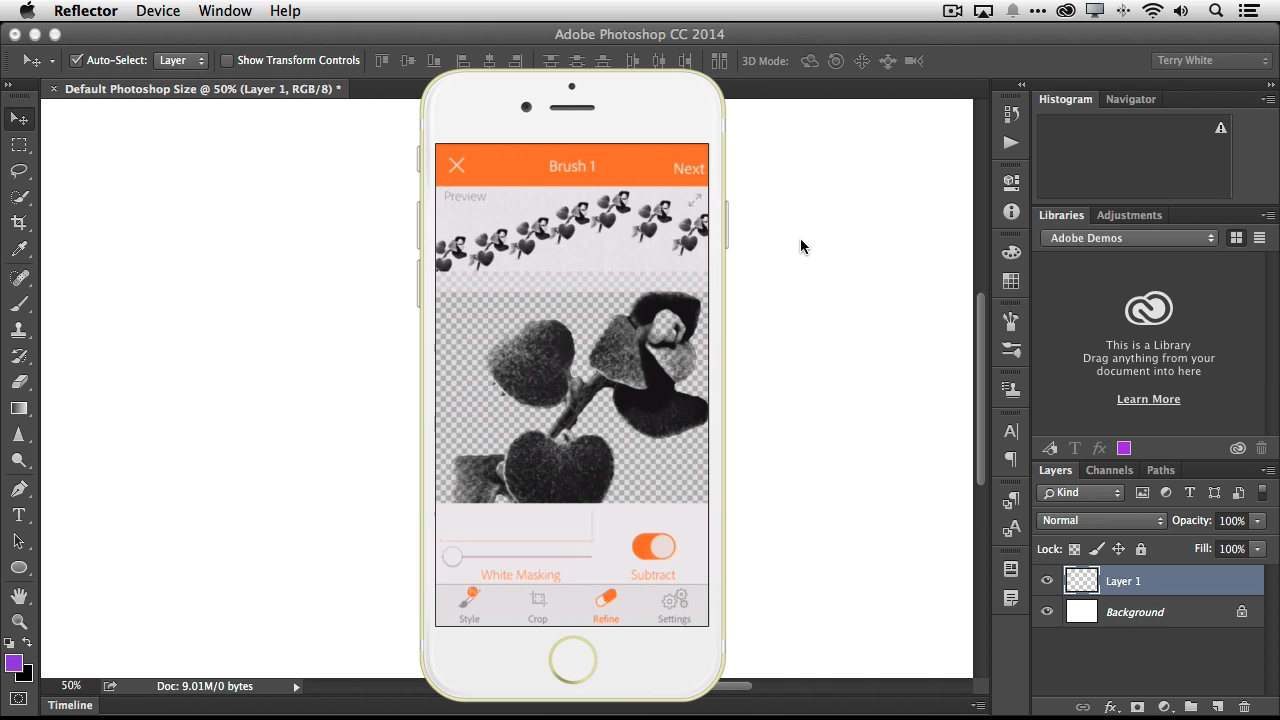 Reflector Device Window Help
Adobe Photoshop CC 2014
Auto-Select: Layer Show Transform Controls 3D Mode: Terry White
× Default Photoshop Size @ 50% (Layer 1, RGB/8) *
Brush 1 Next
Preview
White Masking Subtract
Style Crop Refine Settings
Histogram Navigator
Libraries Adjustments
Adobe Demos
This is a Library
Drag anything from your
document into here
Learn More
Layers Channels Paths
Kind
Normal Opacity: 100%
Lock: Fill: 100%
Layer 1
Background
50% Doc: 9.01M/0 bytes
Timeline